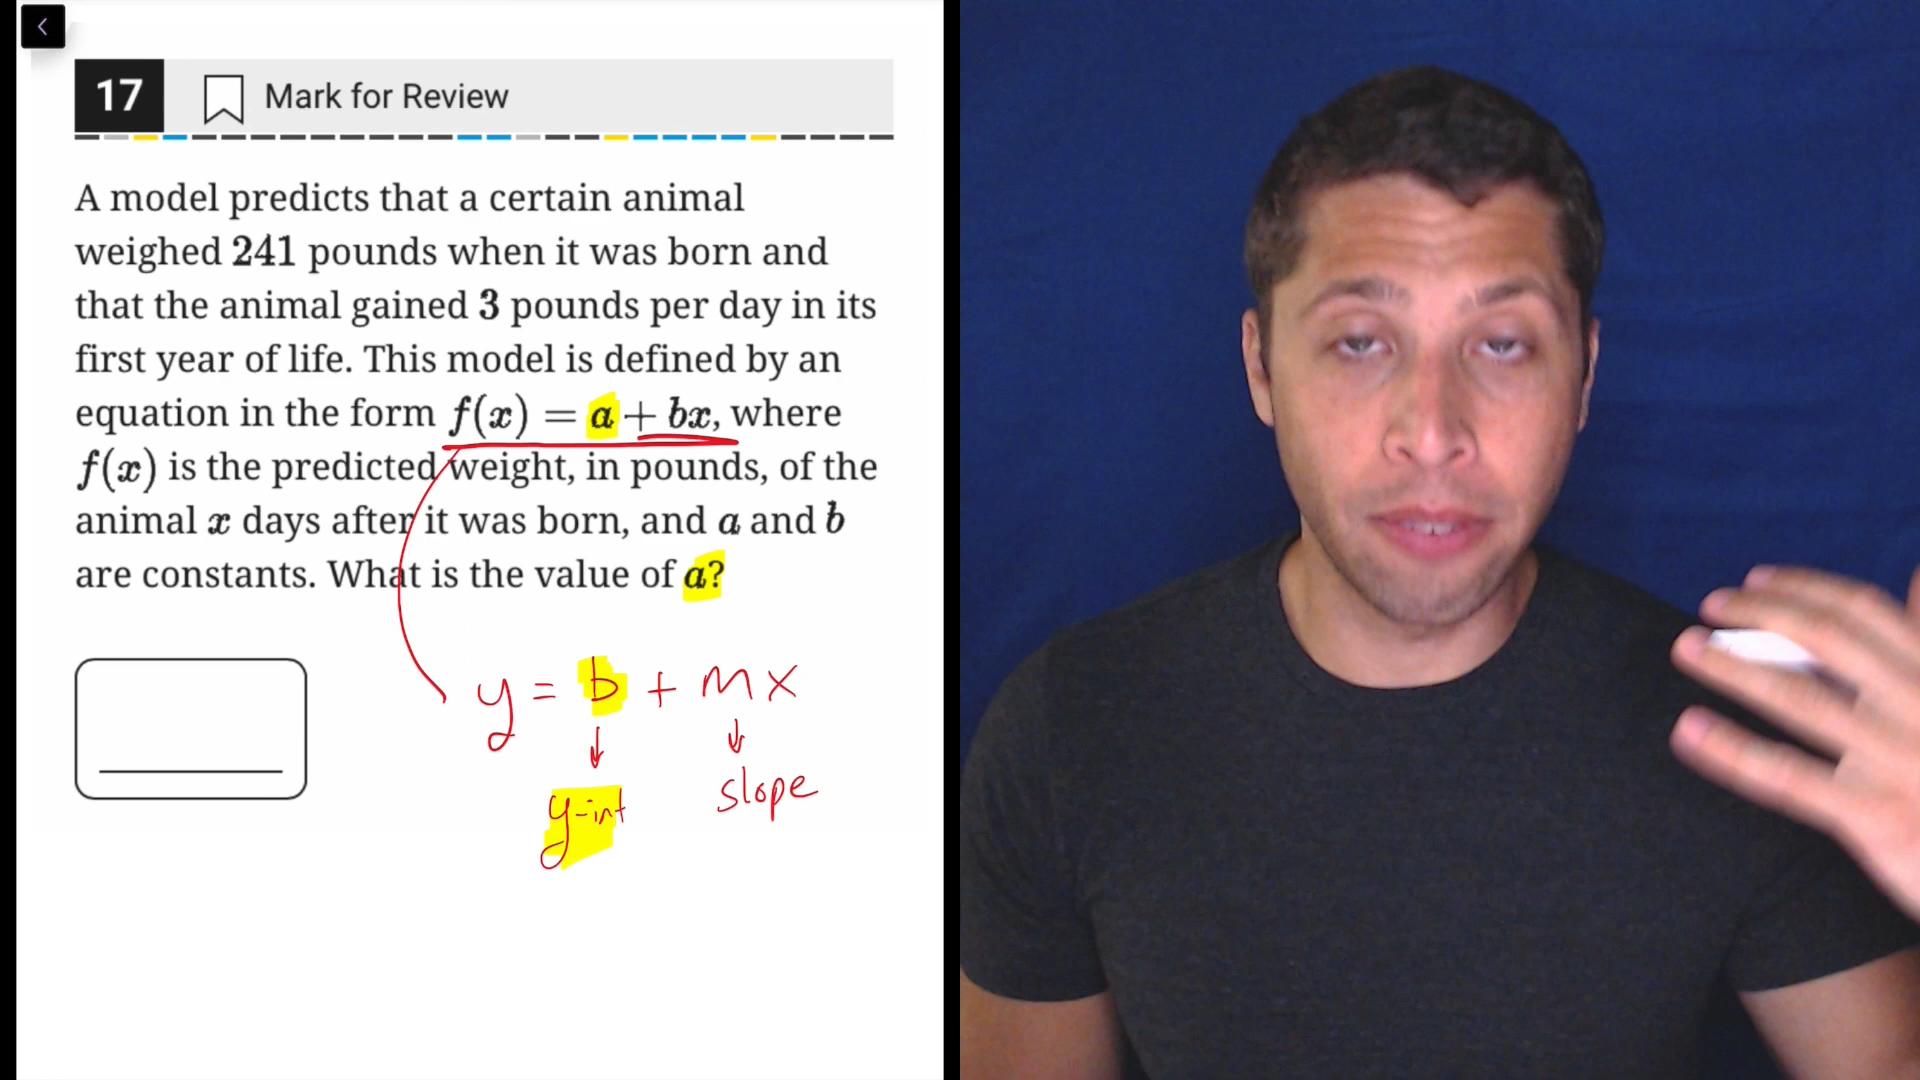 17 Mark for Review
A model predicts that a certain animal
weighed 241 pounds when it was born and
that the animal gained 3 pounds per day in its
first year of life. This model is defined by an
equation in the form f(x) = a + bx, where
f(x) is the predicted weight, in pounds, of the
animal x days after it was born, and a and b
are constants. What is the value of a?
y = b + mx
y-int slope